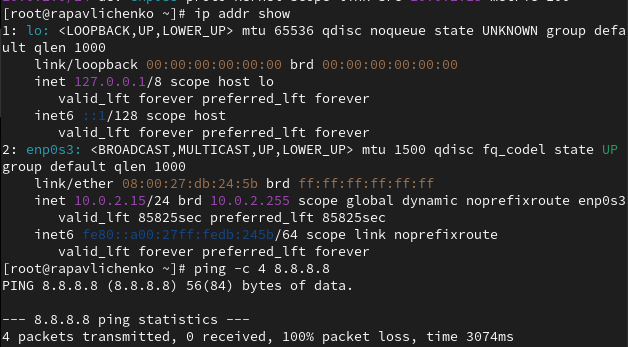 [root@rapavlichenko ~]# ip addr show
1: lo: <LOOPBACK,UP,LOWER_UP> mtu 65536 qdisc noqueue state UNKNOWN group defa
ult qlen 1000
    link/loopback 00:00:00:00:00:00 brd 00:00:00:00:00:00
    inet 127.0.0.1/8 scope host lo
       valid_lft forever preferred_lft forever
    inet6 ::1/128 scope host
       valid_lft forever preferred_lft forever
2: enp0s3: <BROADCAST,MULTICAST,UP,LOWER_UP> mtu 1500 qdisc fq_codel state UP
group default qlen 1000
    link/ether 08:00:27:db:24:5b brd ff:ff:ff:ff:ff:ff
    inet 10.0.2.15/24 brd 10.0.2.255 scope global dynamic noprefixroute enp0s3
       valid_lft 85825sec preferred_lft 85825sec
    inet6 fe80::a00:27ff:fedb:245b/64 scope link noprefixroute
       valid_lft forever preferred_lft forever
[root@rapavlichenko ~]# ping -c 4 8.8.8.8
PING 8.8.8.8 (8.8.8.8) 56(84) bytes of data.

--- 8.8.8.8 ping statistics ---
4 packets transmitted, 0 received, 100% packet loss, time 3074ms